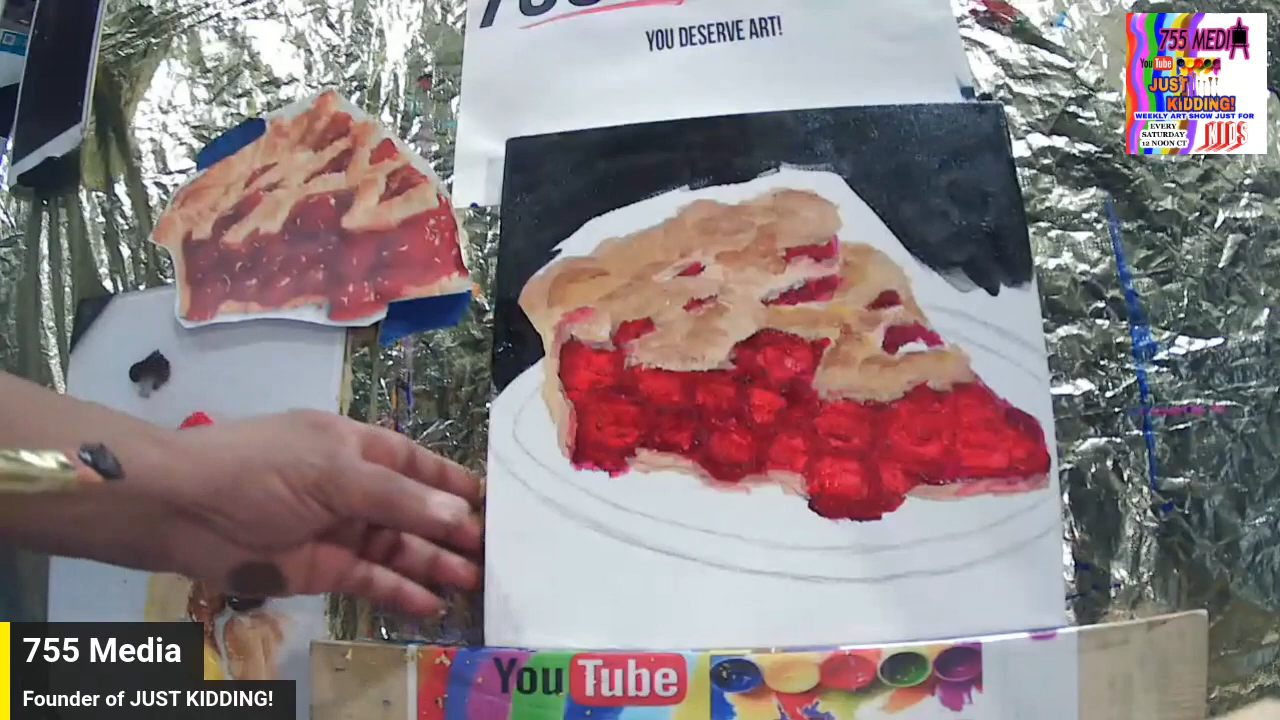 YOU DESERVE ART!
755 MEDIA
YouTube
JUST
KIDDING!
WEEKLY ART SHOW JUST FOR
EVERY
SATURDAY
12 NOON CT
KIDS
755 Media
Founder of JUST KIDDING!
YouTube